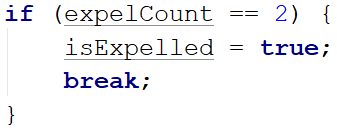 if (expelCount == 2) {
    isExpelled = true;
    break;
}